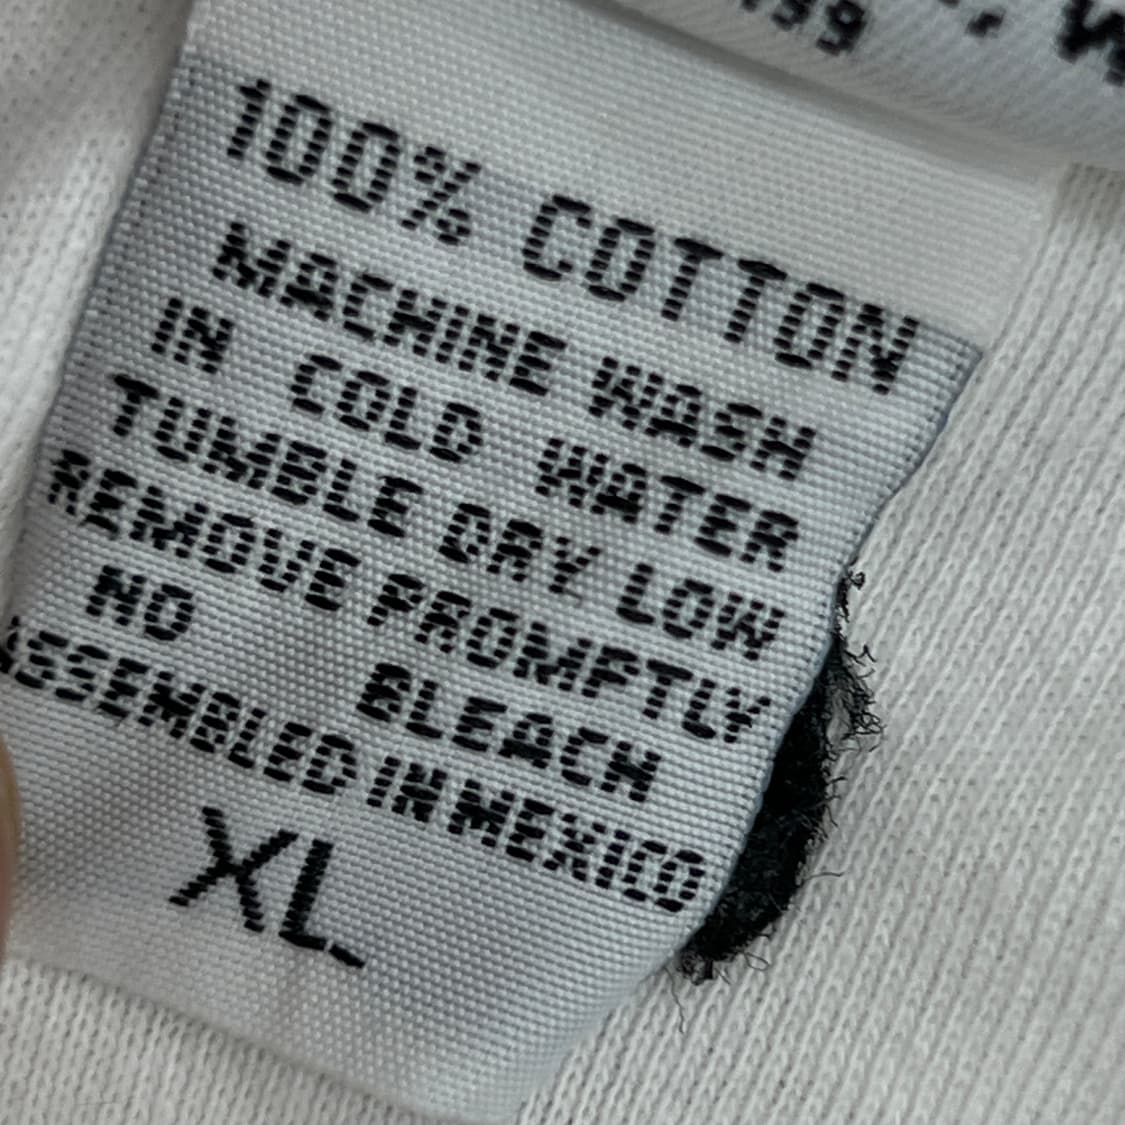 100% COTTON
MACHINE WASH
IN COLD WATER
TUMBLE DRY LOW
REMOVE PROMPTLY
NO BLEACH
ASSEMBLED IN MEXICO
XL